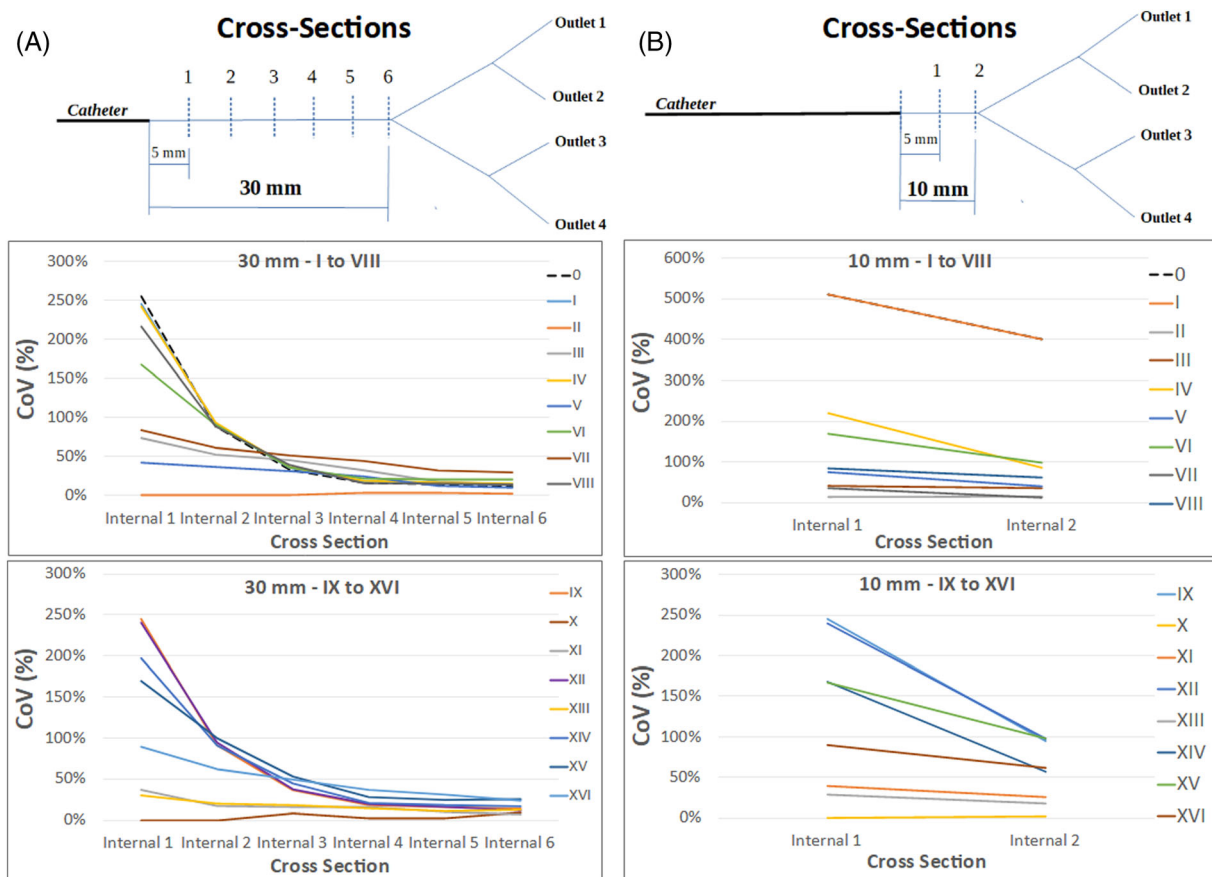 (A)
Cross-Sections
Outlet 1
1 2 3 4 5 6
Catheter
Outlet 2
5 mm
Outlet 3
30 mm
Outlet 4
30 mm - I to VIII
300%
250%
200%
150%
100%
50%
0%
CoV (%)
Internal 1 Internal 2 Internal 3 Internal 4 Internal 5 Internal 6
Cross Section
0
I
II
III
IV
V
VI
VII
VIII
30 mm - IX to XVI
300%
250%
200%
150%
100%
50%
0%
CoV (%)
Internal 1 Internal 2 Internal 3 Internal 4 Internal 5 Internal 6
Cross Section
IX
X
XI
XII
XIII
XIV
XV
XVI
(B)
Cross-Sections
Outlet 1
1 2
Catheter
Outlet 2
5 mm
Outlet 3
10 mm
Outlet 4
10 mm - I to VIII
600%
500%
400%
300%
200%
100%
0%
CoV (%)
Internal 1 Internal 2
Cross Section
0
I
II
III
IV
V
VI
VII
VIII
10 mm - IX to XVI
300%
250%
200%
150%
100%
50%
0%
CoV (%)
Internal 1 Internal 2
Cross Section
IX
X
XI
XII
XIII
XIV
XV
XVI